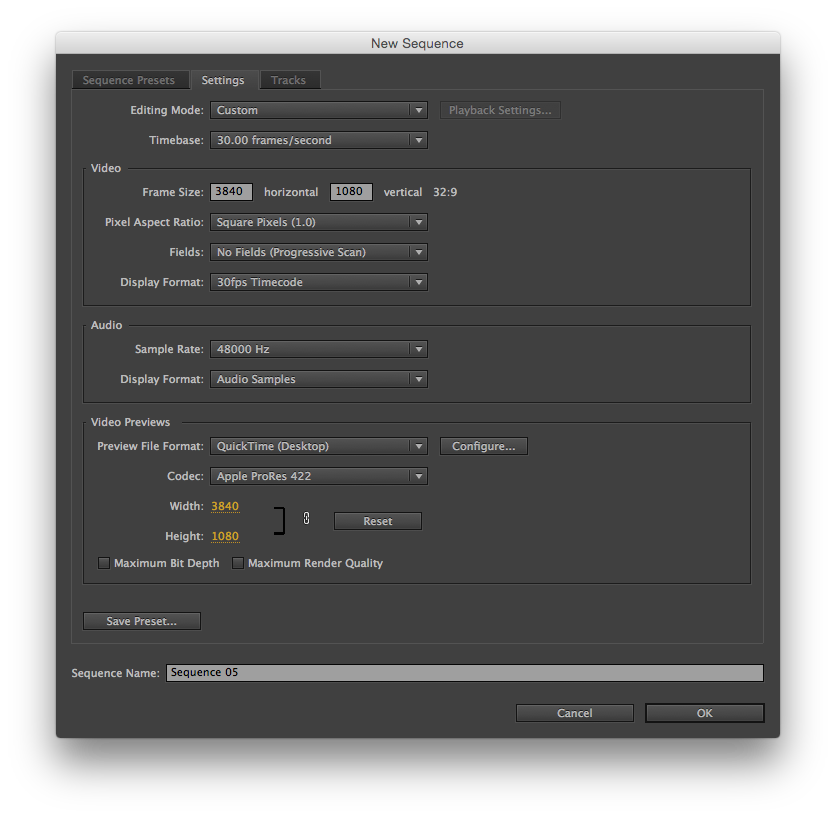 New Sequence
Sequence Presets Settings Tracks
Editing Mode: Custom Playback Settings...
Timebase: 30.00 frames/second
Video
Frame Size: 3840 horizontal 1080 vertical 32:9
Pixel Aspect Ratio: Square Pixels (1.0)
Fields: No Fields (Progressive Scan)
Display Format: 30fps Timecode
Audio
Sample Rate: 48000 Hz
Display Format: Audio Samples
Video Previews
Preview File Format: QuickTime (Desktop) Configure...
Codec: Apple ProRes 422
Width: 3840
Reset
Height: 1080
Maximum Bit Depth Maximum Render Quality
Save Preset...
Sequence Name: Sequence 05
Cancel OK